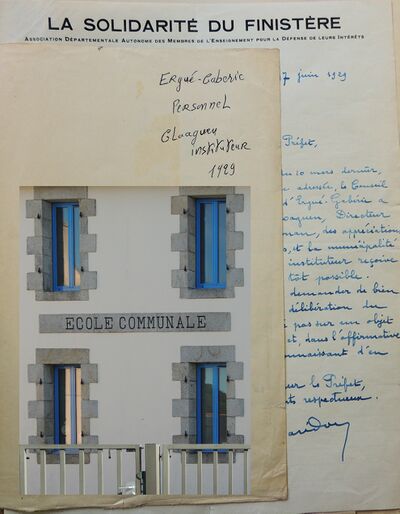 LA SOLIDARITÉ DU FINISTÈRE
ASSOCIATION DÉPARTEMENTALE AUTONOME DES MEMBRES DE L'ENSEIGNEMENT POUR LA DÉFENSE DE LEURS INTÉRÊTS
7 juin 1929
Ergué-Gabéric
Personnel
Gloaguen
instituteur
1929
ECOLE COMMUNALE
Préfet,
10 mars dernier,
adressée, le Conseil
d'Ergué-Gabéric a
Directeur
des appréciations
et la municipalité
instituteur reçoive
tôt possible.
demander de bien
délibération du
pas sur un objet
et, dans l'affirmative
connaissant d'en
le Préfet,
respectueux.